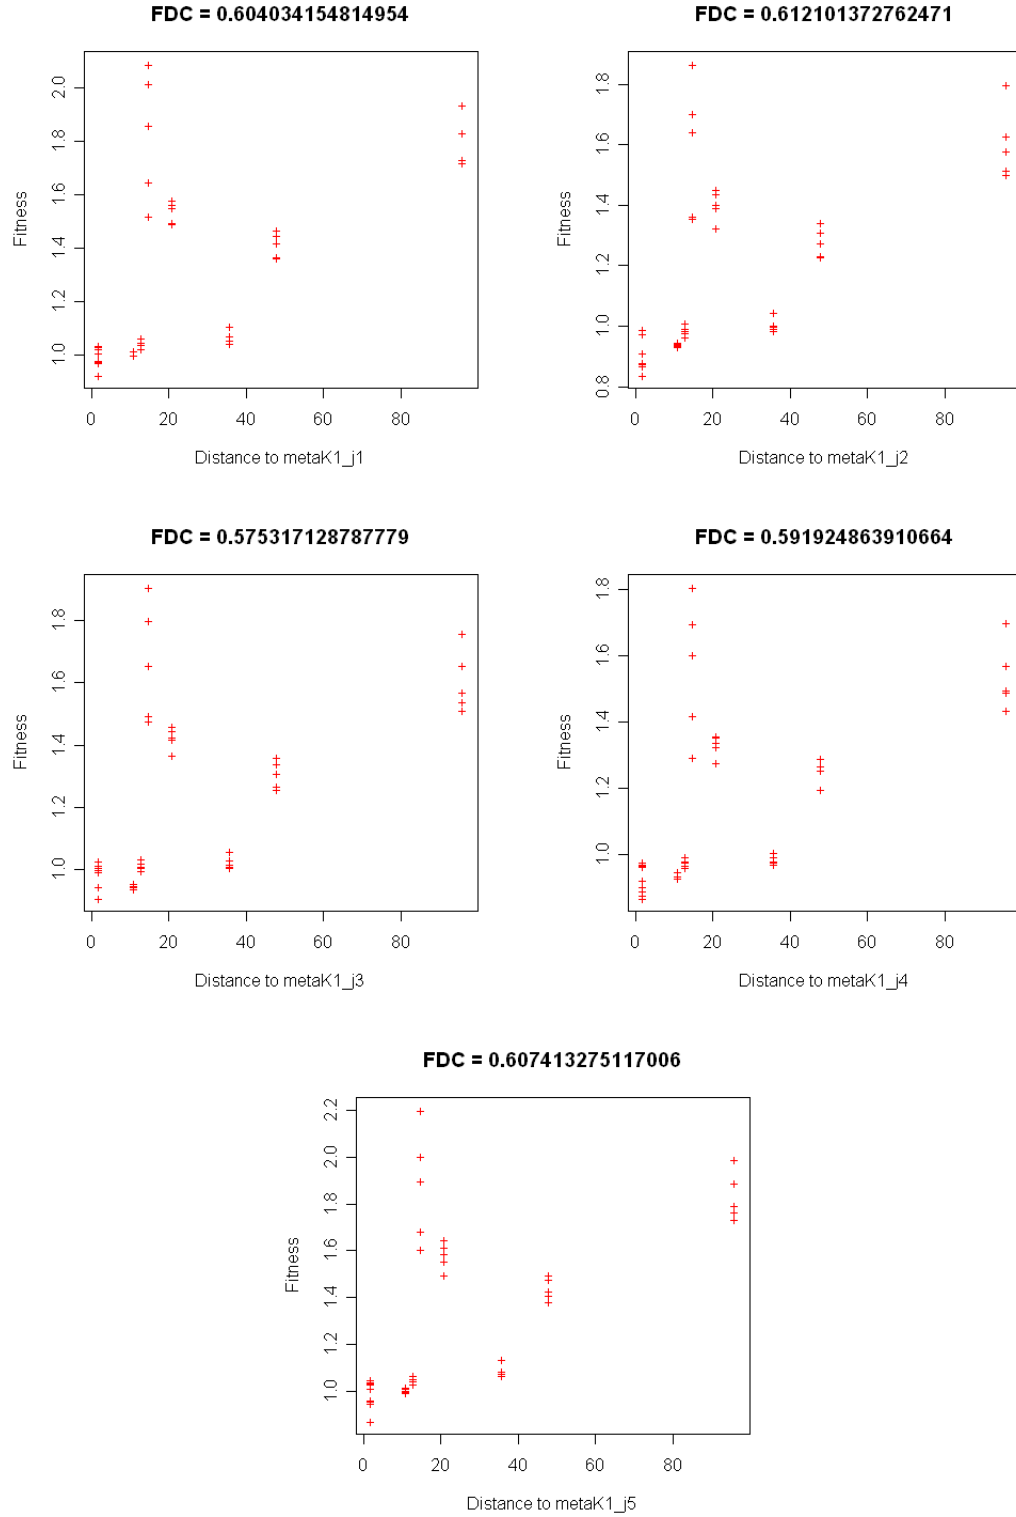 FDC = 0.604034154814954
FDC = 0.612101372762471
Fitness
2.0
1.8
1.6
1.4
1.2
1.0
0 20 40 60 80
Distance to metaK1_j1
Fitness
1.8
1.6
1.4
1.2
1.0
0.8
0 20 40 60 80
Distance to metaK1_j2
FDC = 0.575317128787779
FDC = 0.591924863910664
Fitness
1.8
1.6
1.4
1.2
1.0
0 20 40 60 80
Distance to metaK1_j3
Fitness
1.8
1.6
1.4
1.2
1.0
0 20 40 60 80
Distance to metaK1_j4
FDC = 0.607413275117006
Fitness
2.2
2.0
1.8
1.6
1.4
1.2
1.0
0 20 40 60 80
Distance to metaK1_j5